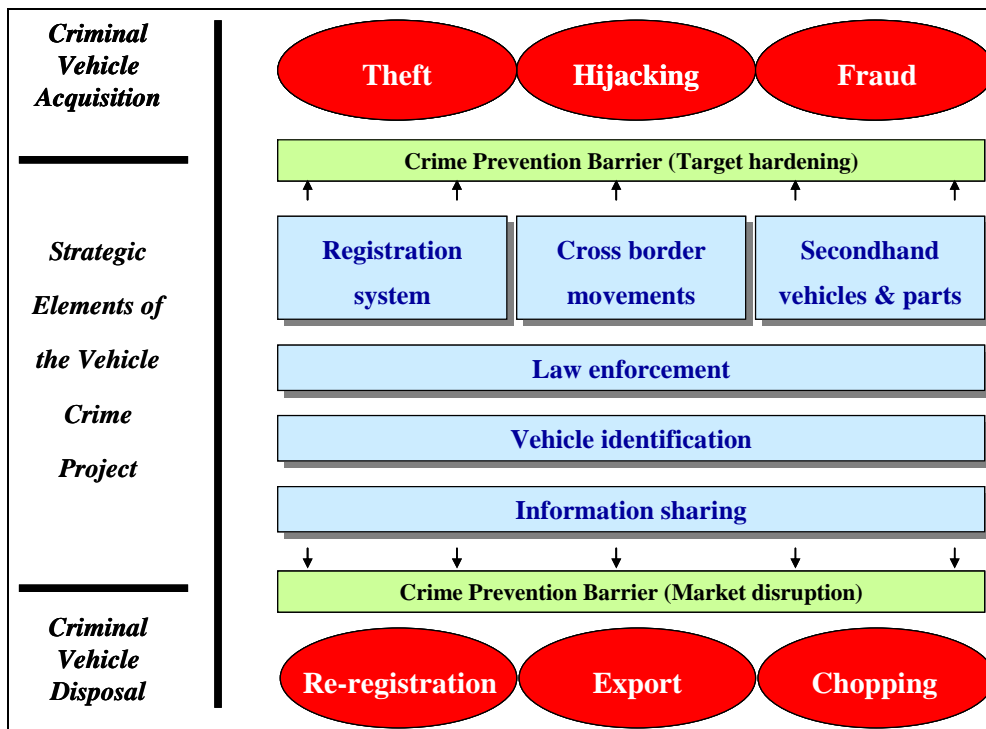 Criminal
Vehicle
Acquisition
Theft
Hijacking
Fraud
Crime Prevention Barrier (Target hardening)
Strategic
Elements of
the Vehicle
Crime
Project
Registration
system
Cross border
movements
Secondhand
vehicles & parts
Law enforcement
Vehicle identification
Information sharing
Crime Prevention Barrier (Market disruption)
Criminal
Vehicle
Disposal
Re-registration
Export
Chopping